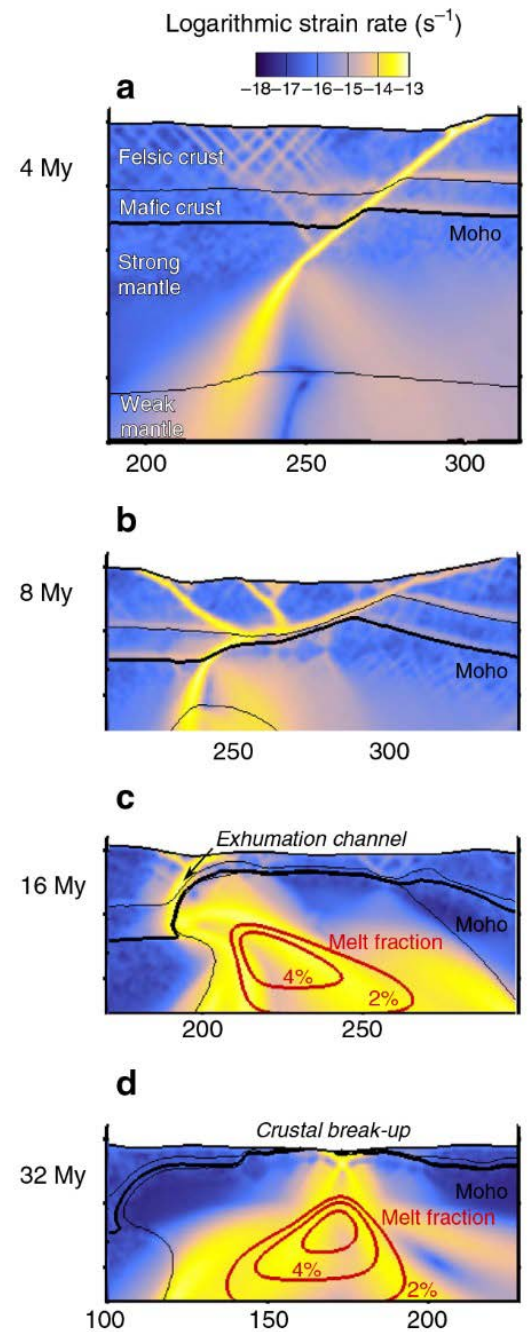 Logarithmic strain rate (s⁻¹)
–18–17–16–15–14–13
a
4 My
Felsic crust
Mafic crust
Moho
Strong
mantle
Weak
mantle
200 250 300
b
8 My
Moho
250 300
c
Exhumation channel
16 My
Moho
Melt fraction
4%
2%
200 250
d
Crustal break-up
32 My
Moho
Melt fraction
4%
2%
100 150 200